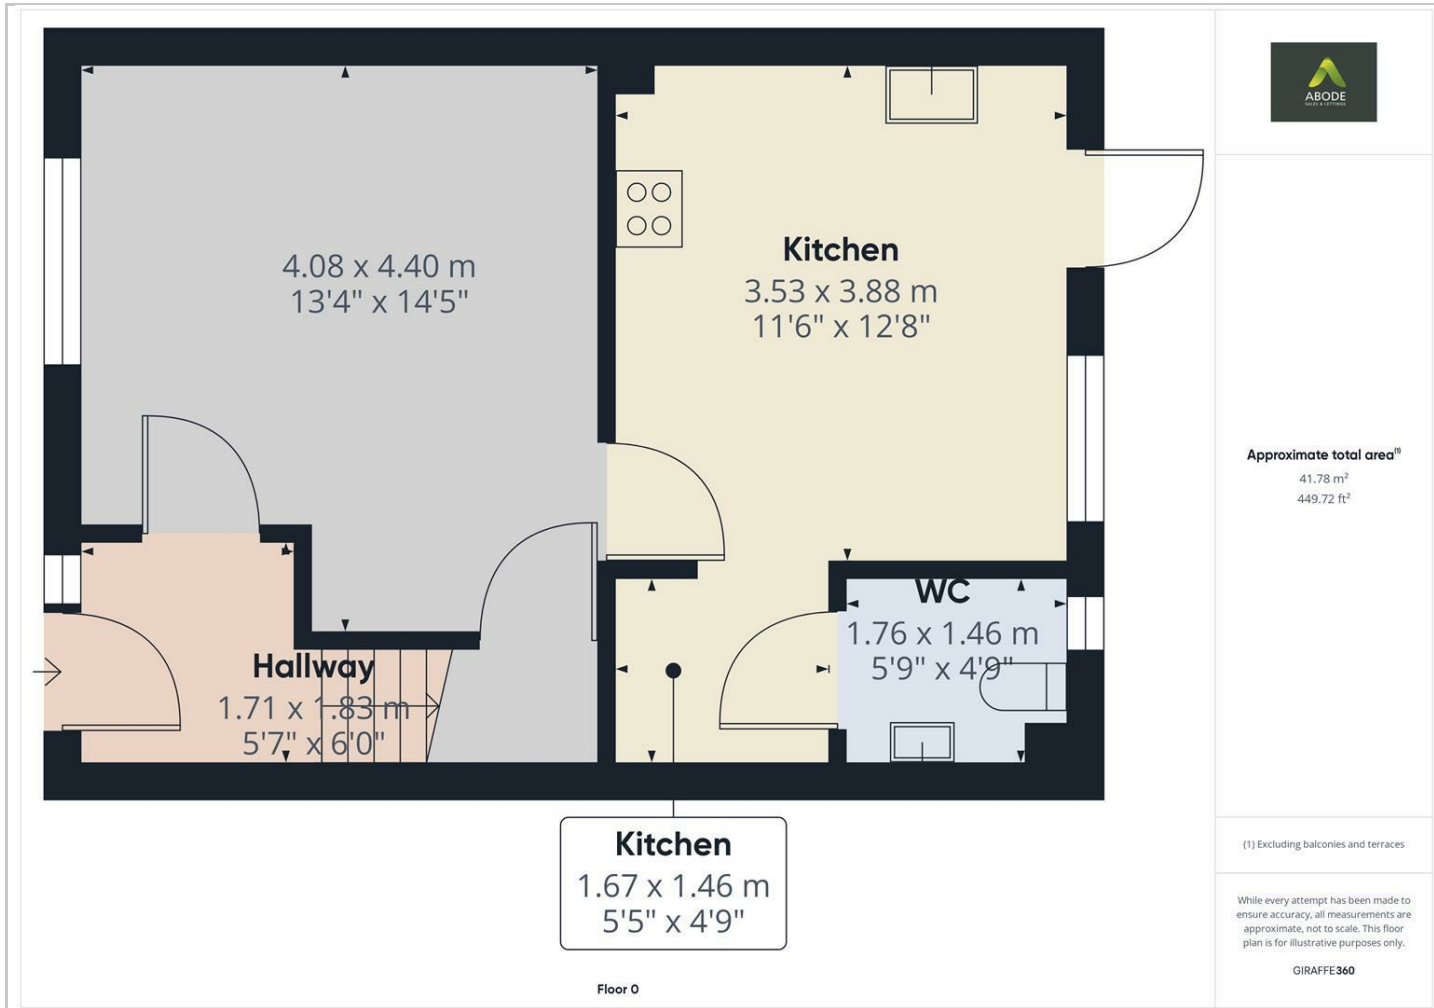 4.08 x 4.40 m
13'4" x 14'5"
Kitchen
3.53 x 3.88 m
11'6" x 12'8"
WC
1.76 x 1.46 m
5'9" x 4'9"
Hallway
1.71 x 1.83 m
5'7" x 6'0"
Kitchen
1.67 x 1.46 m
5'5" x 4'9"
Floor 0
ABODE
SALES & LETTINGS
Approximate total area(1)
41.78 m²
449.72 ft²
(1) Excluding balconies and terraces
While every attempt has been made to
ensure accuracy, all measurements are
approximate, not to scale. This floor
plan is for illustrative purposes only.
GIRAFFE360